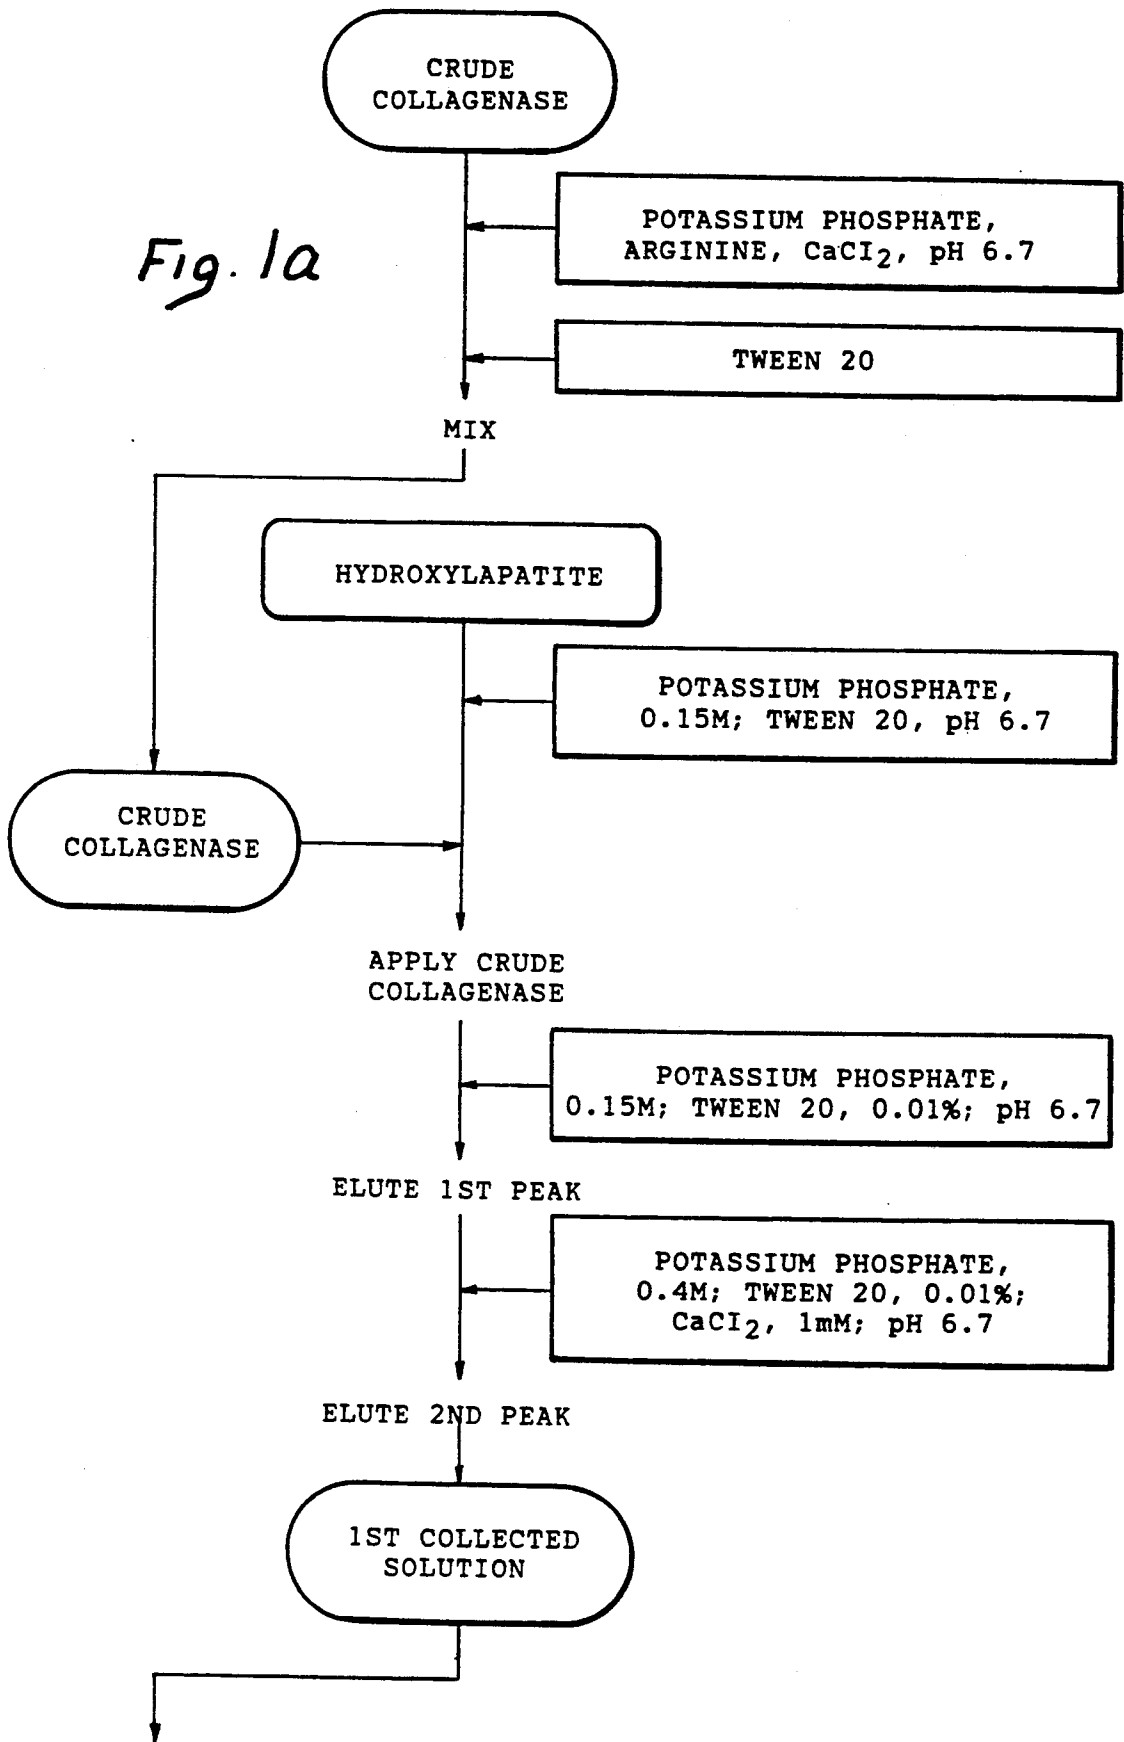 CRUDE
COLLAGENASE
POTASSIUM PHOSPHATE,
ARGININE, CaCI₂, pH 6.7
Fig. 1a
TWEEN 20
MIX
HYDROXYLAPATITE
POTASSIUM PHOSPHATE,
0.15M; TWEEN 20, pH 6.7
CRUDE
COLLAGENASE
APPLY CRUDE
COLLAGENASE
POTASSIUM PHOSPHATE,
0.15M; TWEEN 20, 0.01%; pH 6.7
ELUTE 1ST PEAK
POTASSIUM PHOSPHATE,
0.4M; TWEEN 20, 0.01%;
CaCI₂, 1mM; pH 6.7
ELUTE 2ND PEAK
1ST COLLECTED
SOLUTION